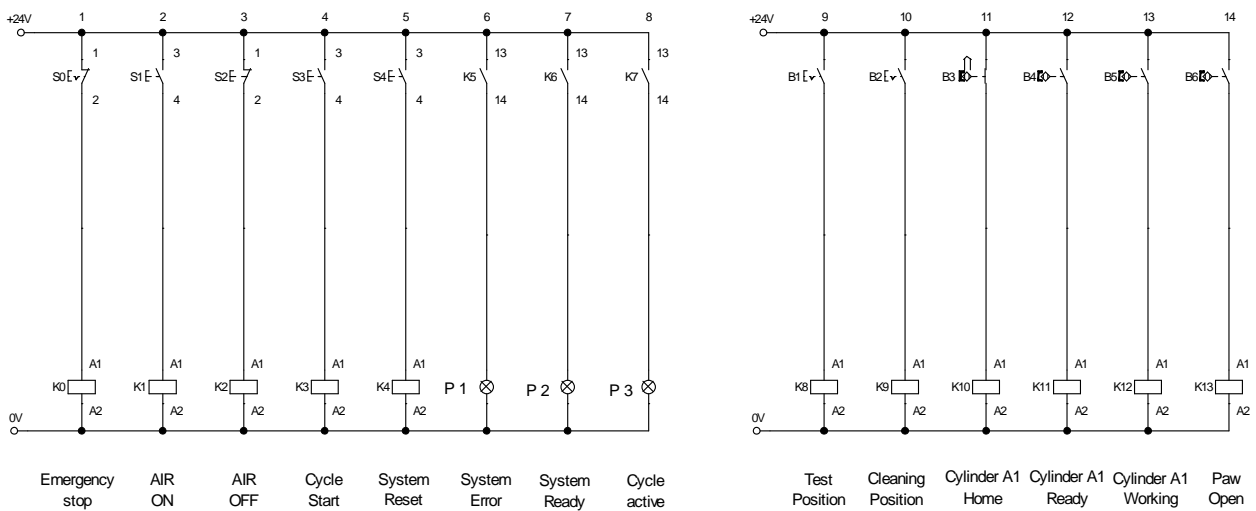 +24V 1 2 3 4 5 6 7 8 +24V 9 10 11 12 13 14
1 3 1 3 3 13 13 13
S0 S1 S2 S3 S4 K5 K6 K7 B1 B2 B3 B4 B5 B6
2 4 2 4 4 14 14 14
A1 A1 A1 A1 A1 A1 A1 A1 A1 A1 A1
K0 K1 K2 K3 K4 P1 P2 P3 K8 K9 K10 K11 K12 K13
A2 A2 A2 A2 A2 A2 A2 A2 A2 A2 A2
0V 0V
Emergency AIR AIR Cycle System System System Cycle Test Cleaning Cylinder A1 Cylinder A1 Cylinder A1 Paw
stop ON OFF Start Reset Error Ready active Position Position Home Ready Working Open